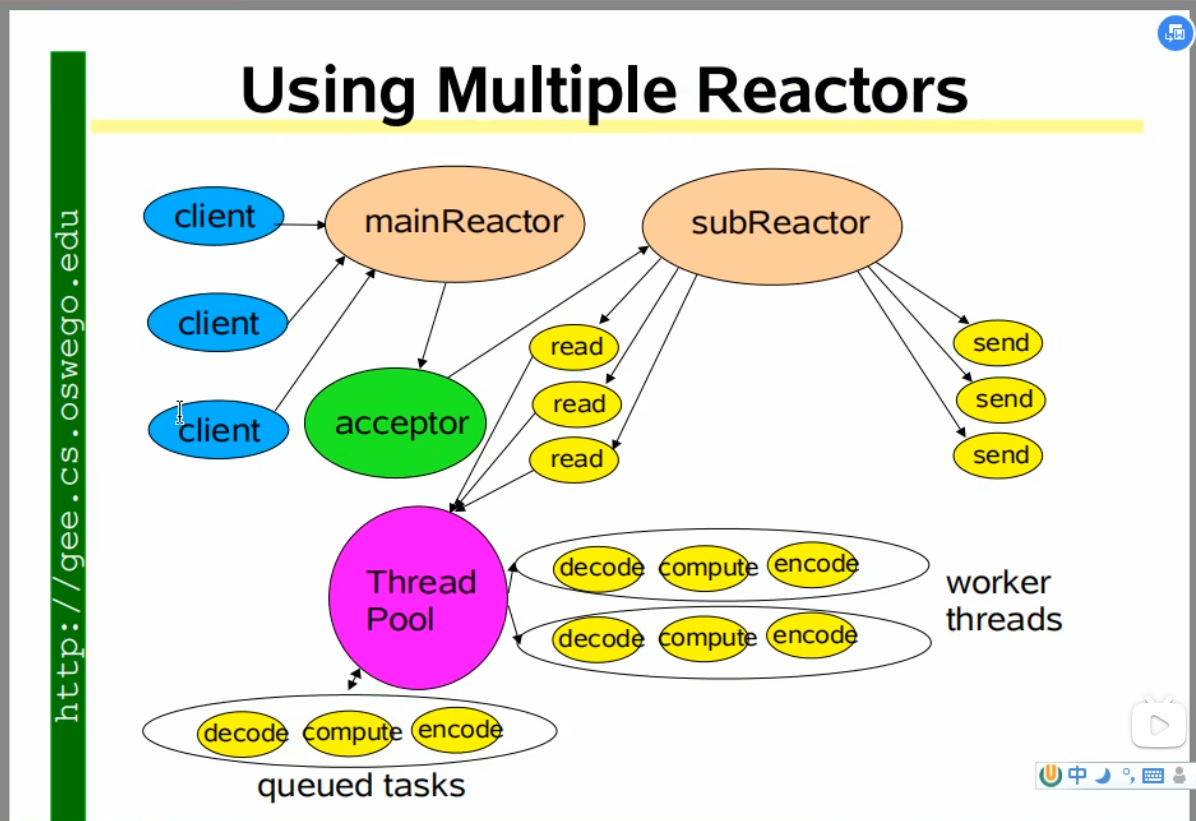 Using Multiple Reactors
http://gee.cs.oswego.edu
client
mainReactor
subReactor
client
client
acceptor
read
read
read
send
send
send
Thread
Pool
decode compute encode
decode compute encode
worker
threads
decode compute encode
queued tasks
中